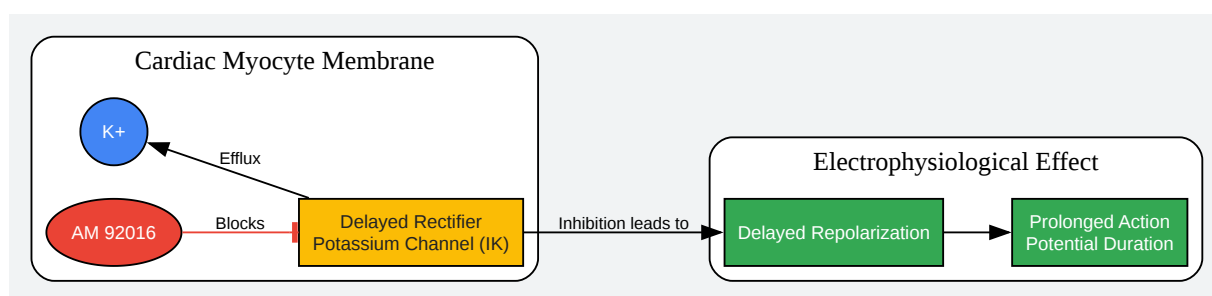 Cardiac Myocyte Membrane
K+
Efflux
AM 92016
Blocks
Delayed Rectifier
Potassium Channel (IK)
Inhibition leads to
Electrophysiological Effect
Delayed Repolarization
Prolonged Action
Potential Duration